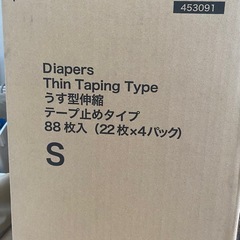 453091
Diapers
Thin Taping Type
うす型伸縮
テープ止めタイプ
88枚入（22枚×4パック）
S